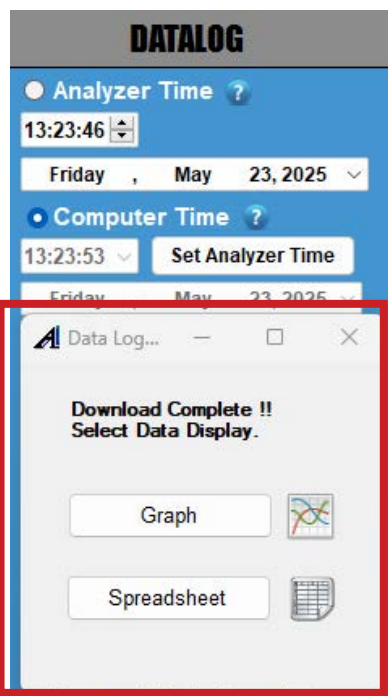 DATALOG
Analyzer Time ?
13:23:46
Friday , May 23, 2025
Computer Time ?
13:23:53 Set Analyzer Time
Friday May 23, 2025
Data Log...
Download Complete !!
Select Data Display.
Graph
Spreadsheet